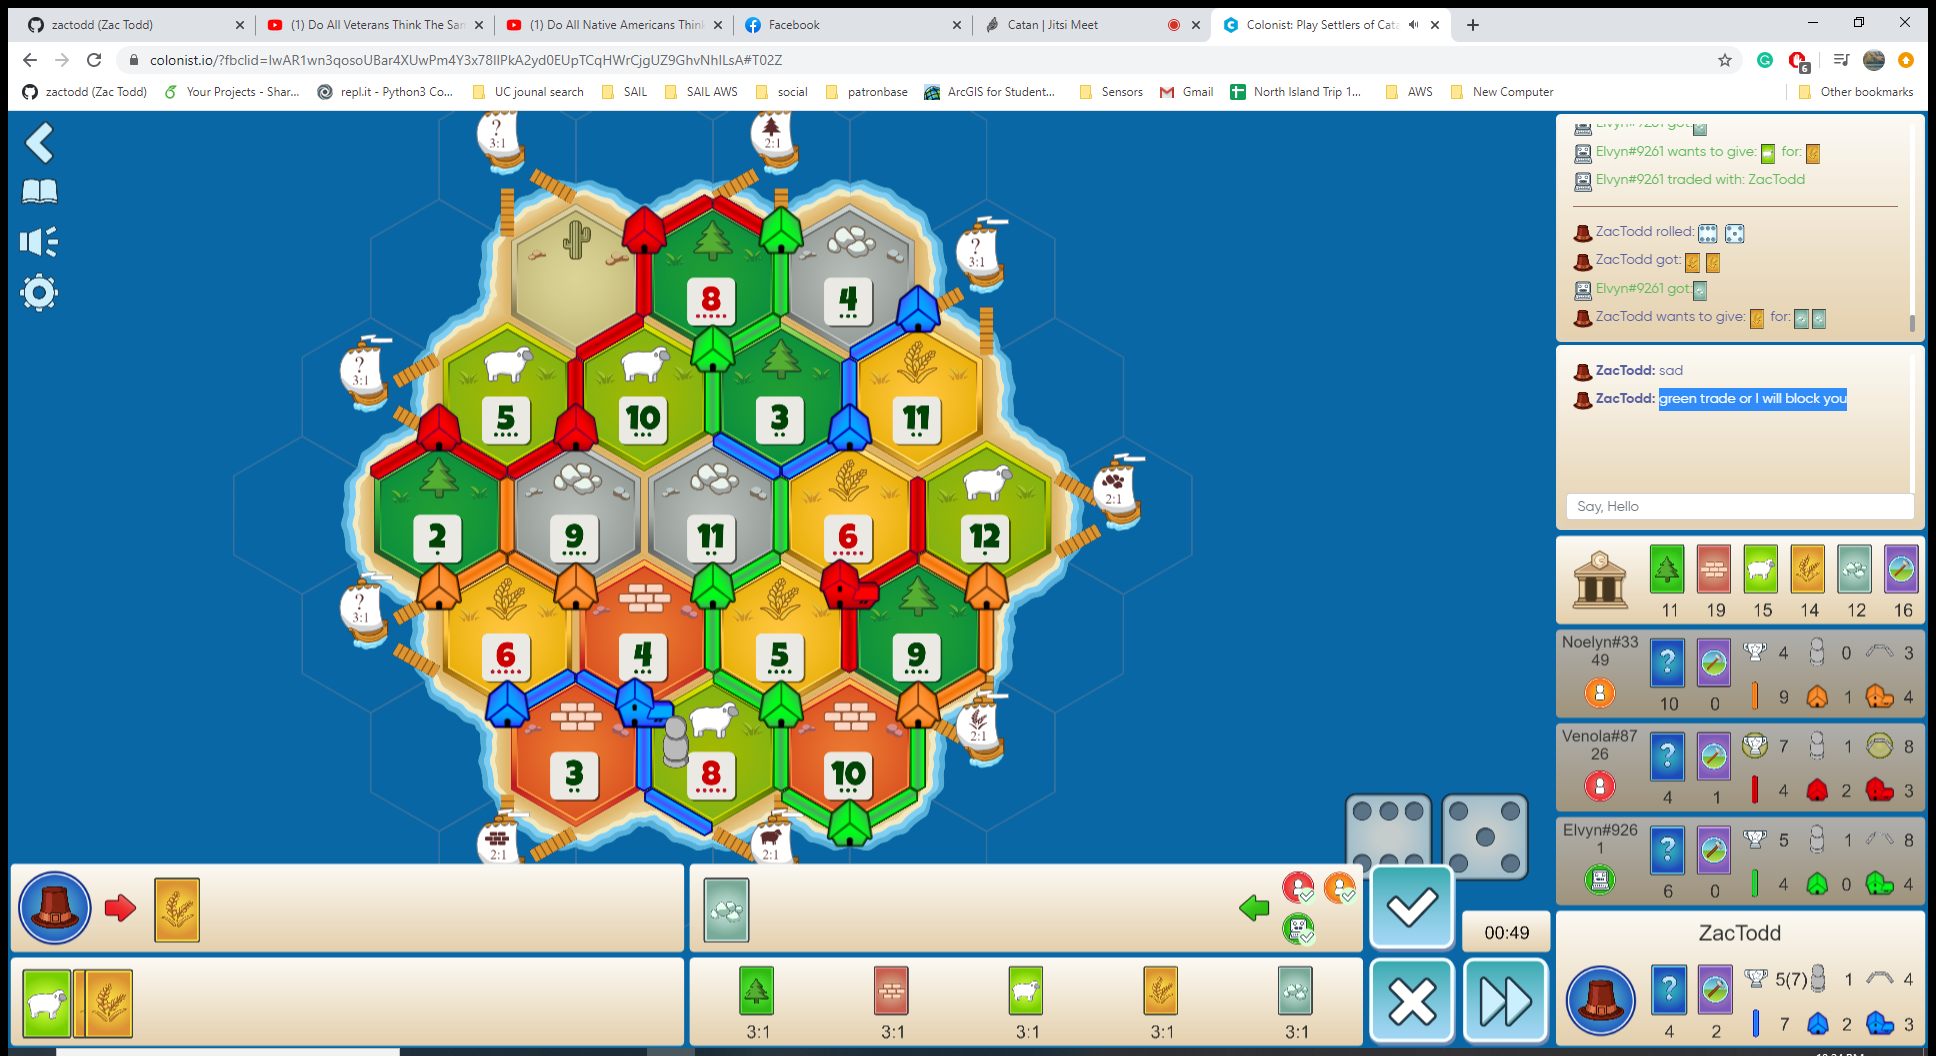 zactodd (Zac Todd)
(1) Do All Veterans Think The San
(1) Do All Native Americans Think
Facebook
Catan | Jitsi Meet
Colonist: Play Settlers of Cata
zactodd (Zac Todd)
Your Projects - Shar...
repl.it - Python3 Co...
UC jounal search
SAIL
SAIL AWS
social
patronbase
ArcGIS for Student...
Sensors
Gmail
North Island Trip 1...
AWS
New Computer
Other bookmarks
6
? 3:1
2:1
? 3:1
? 3:1
2:1
? 3:1
2:1
2:1
2:1
8
4
5
10
3
11
2
9
11
6
12
6
4
5
9
3
8
10
Elvyn#9261 got:
Elvyn#9261 wants to give: for:
Elvyn#9261 traded with: ZacTodd
ZacTodd rolled:
ZacTodd got:
Elvyn#9261 got:
ZacTodd wants to give: for:
ZacTodd: sad
ZacTodd: green trade or I will block you
Say, Hello
11 19 15 14 12 16
Noelyn#33
49
4 0 3
10 0 9 1 4
Venola#87
26
7 1 8
4 1 4 2 3
Elvyn#926
1
5 1 8
6 0 4 0 4
00:49
ZacTodd
5(7) 1 4
4 2 7 2 3
3:1 3:1 3:1 3:1 3:1